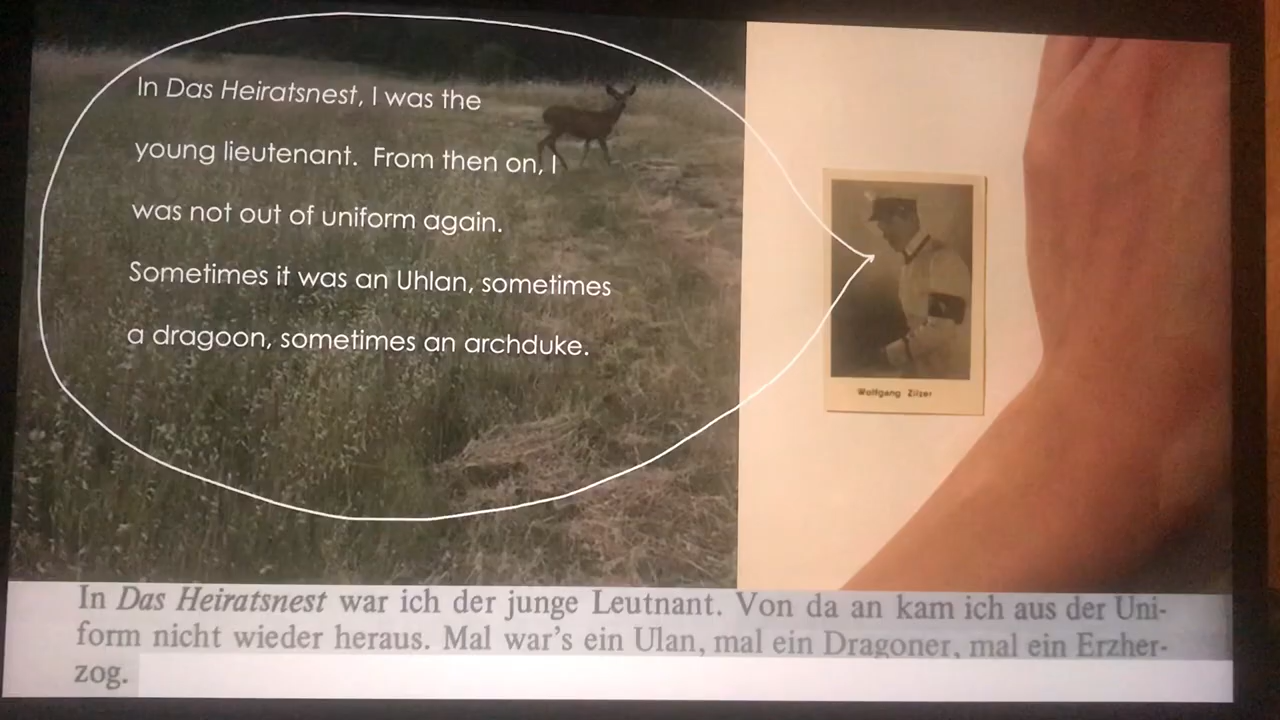 In Das Heiratsnest, I was the
young lieutenant. From then on, I
was not out of uniform again.
Sometimes it was an Uhlan, sometimes
a dragoon, sometimes an archduke.
Wolfgang Zilzer
In Das Heiratsnest war ich der junge Leutnant. Von da an kam ich aus der Uni-
form nicht wieder heraus. Mal war's ein Ulan, mal ein Dragoner, mal ein Erzher-
zog.